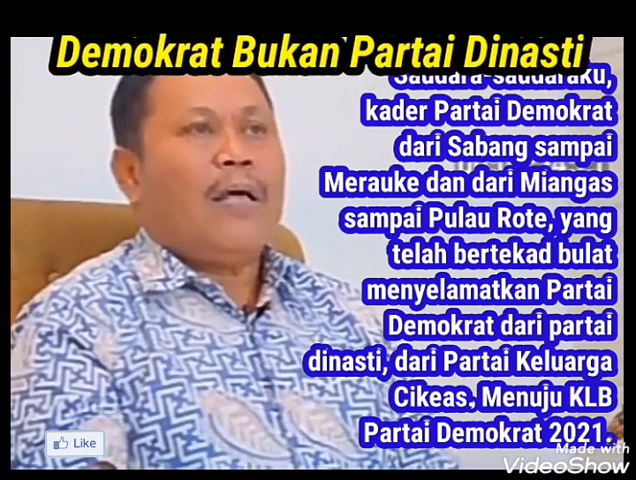 Demokrat Bukan Partai Dinasti
Saudara-saudaraku,
kader Partai Demokrat
dari Sabang sampai
Merauke dan dari Miangas
sampai Pulau Rote, yang
telah bertekad bulat
menyelamatkan Partai
Demokrat dari partai
dinasti, dari Partai Keluarga
Cikeas. Menuju KLB
Partai Demokrat 2021.
Like
Made with
VideoShow